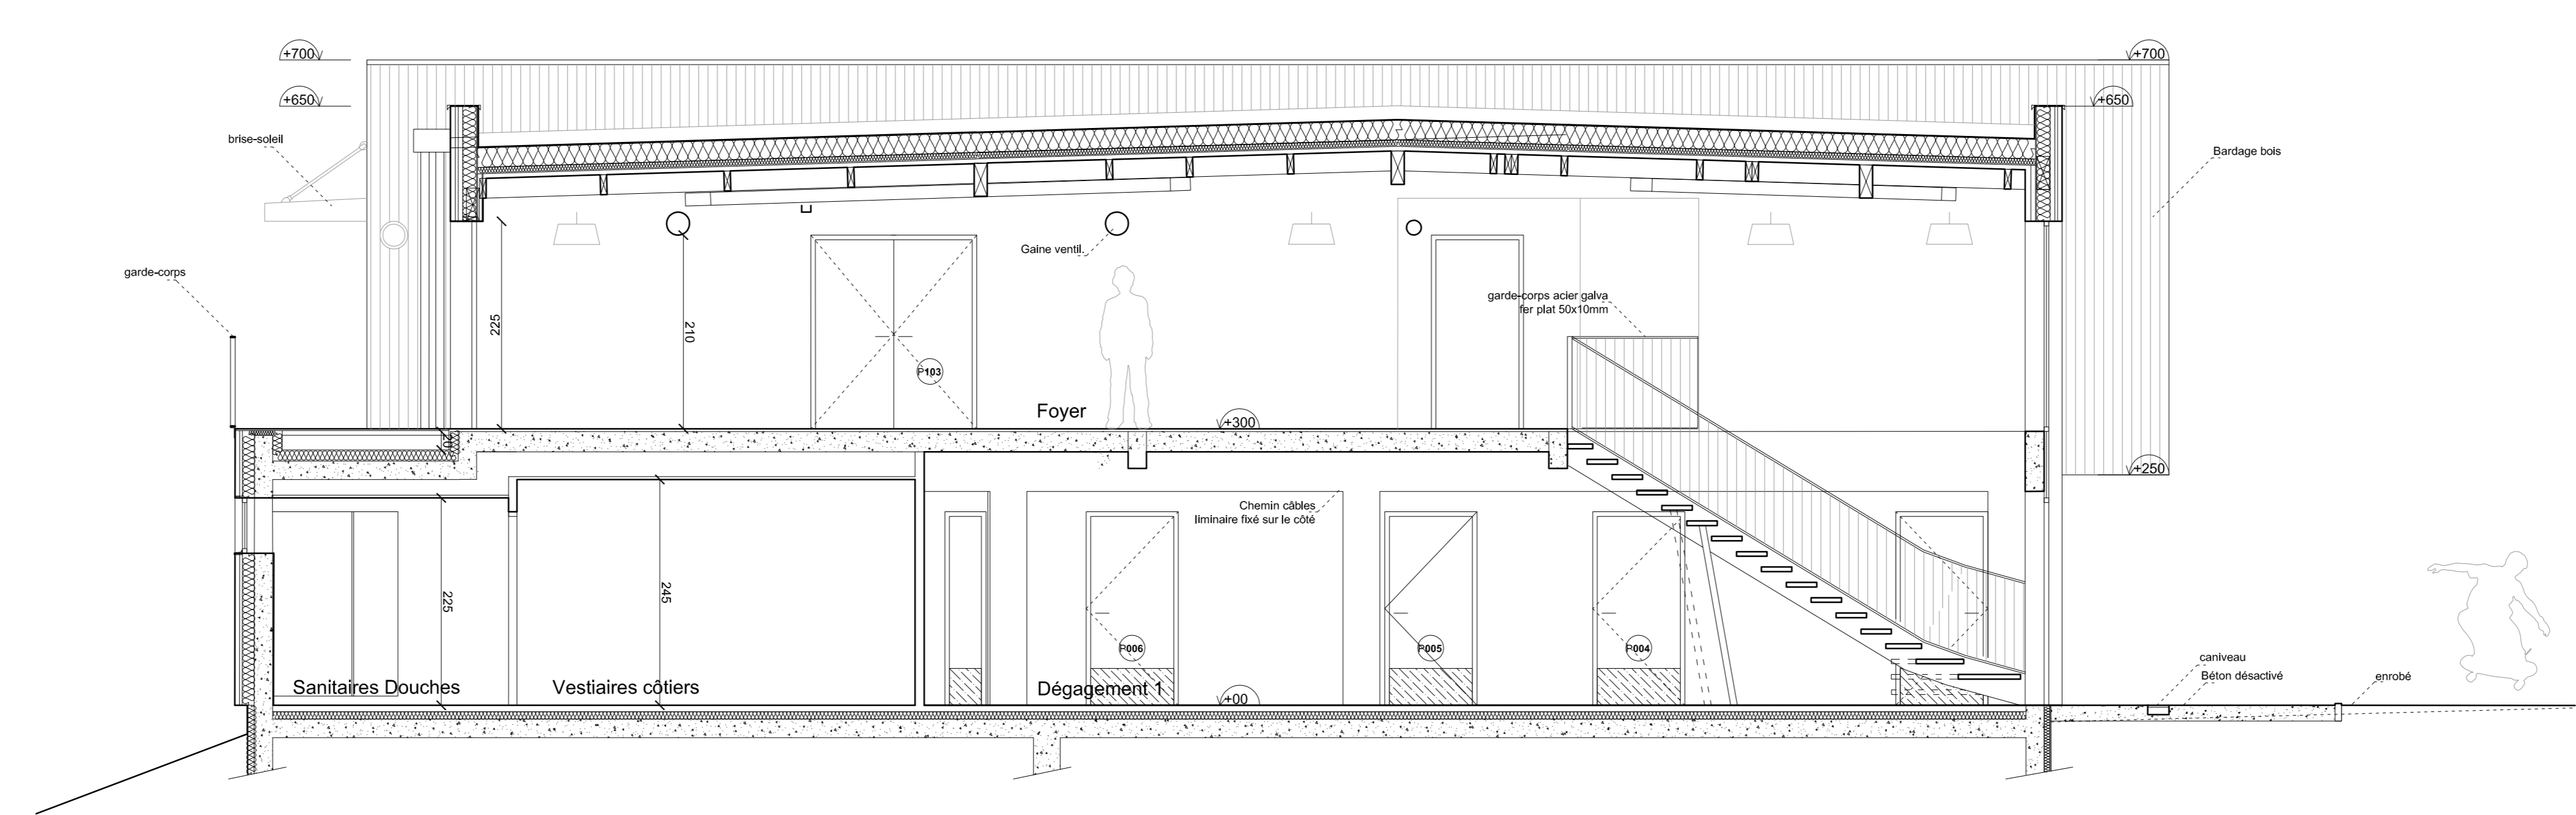 +700
+700
+650
+650
brise-soleil
Bardage bois
Gaine ventil.
garde-corps
garde-corps acier galva
fer plat 50x10mm
225
210
P103
Foyer
+300
20
+250
Chemin câbles
liminaire fixé sur le côté
225
245
P006
P005
P004
Sanitaires Douches
Vestiaires côtiers
Dégagement 1
+00
caniveau
Béton désactivé
enrobé